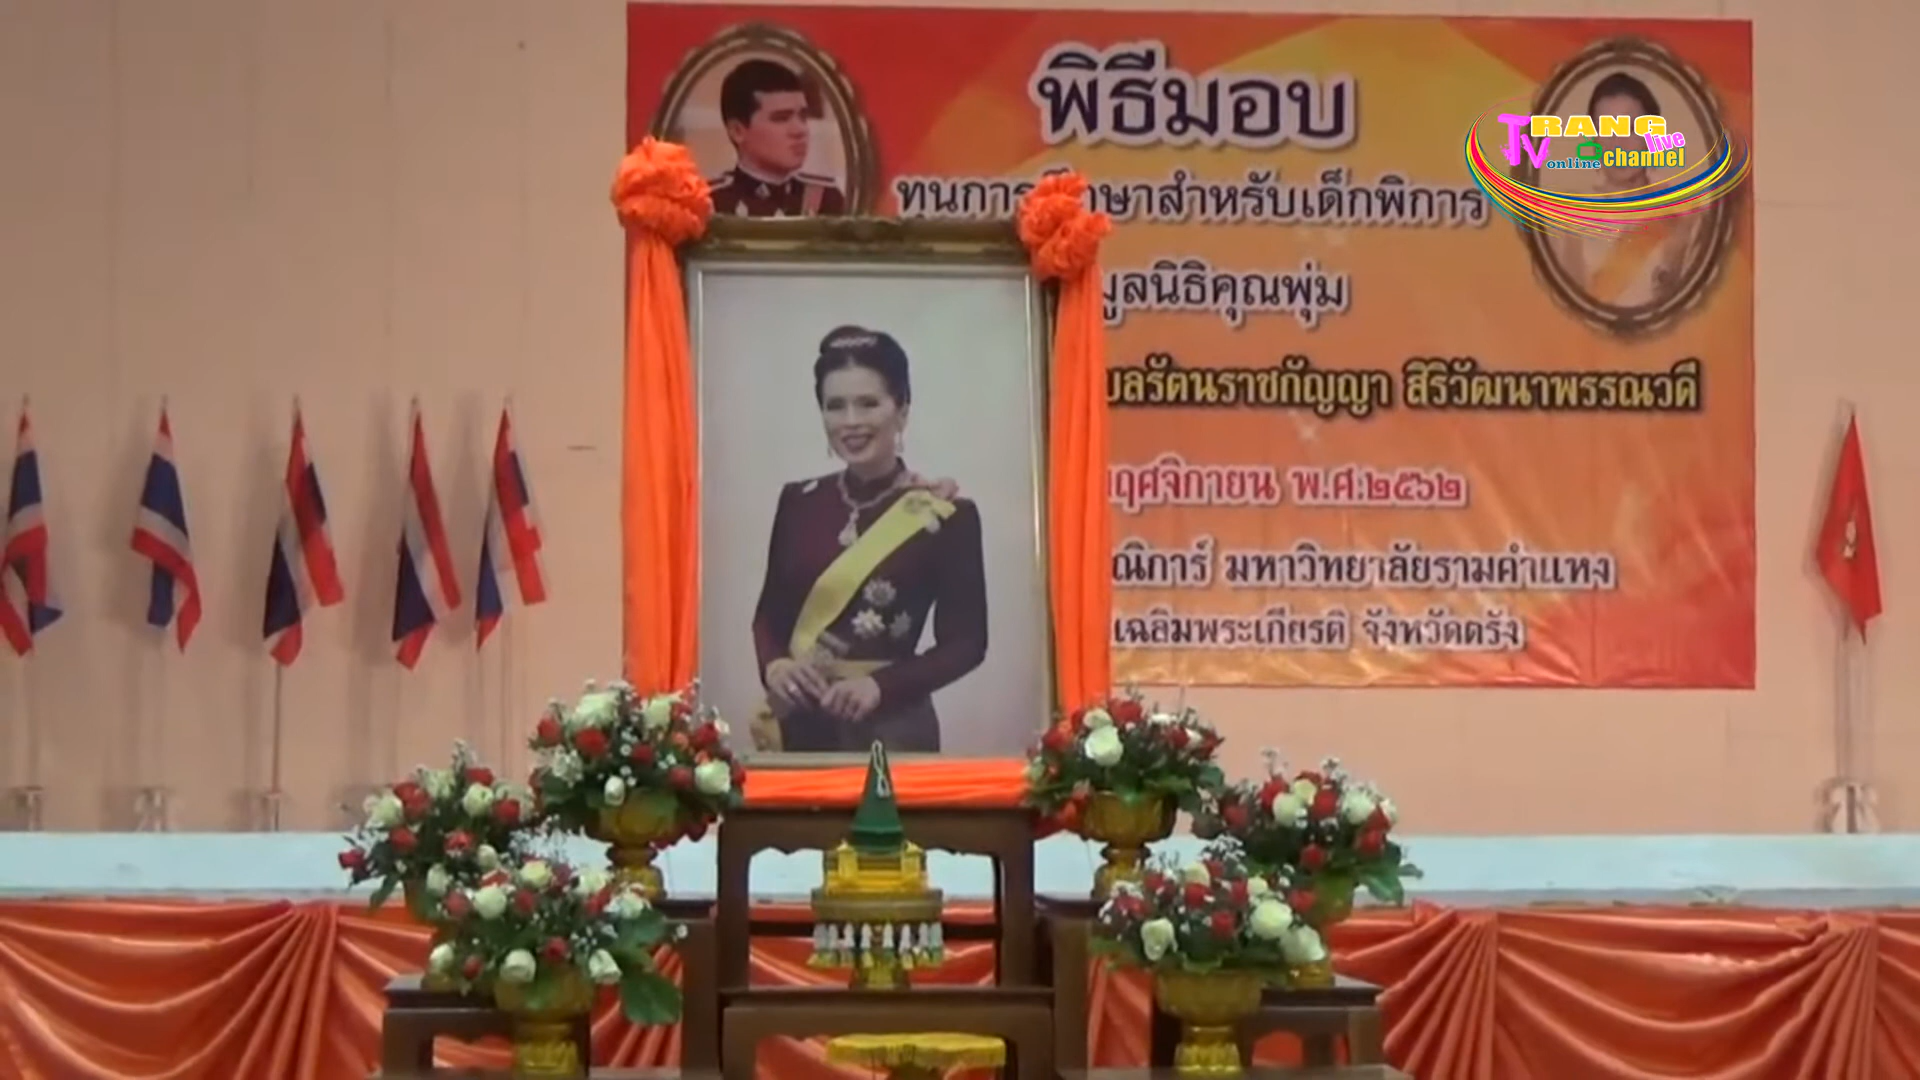 พิธีมอบ
TV RANG live
online channel
ทุนการศึกษาสำหรับเด็กพิการ
มูลนิธิคุณพุ่ม
บลรัตนราชกัญญา สิริวัฒนาพรรณวดี
พฤศจิกายน พ.ศ.๒๕๖๒
ณิการ์ มหาวิทยาลัยรามคำแหง
เฉลิมพระเกียรติ จังหวัดตรัง